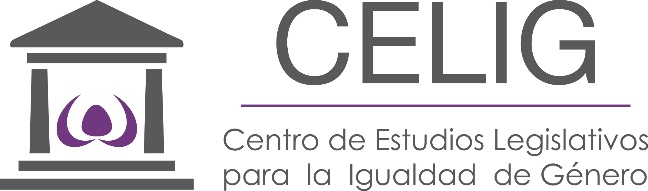 CELIG
Centro de Estudios Legislativos
para la Igualdad de Género